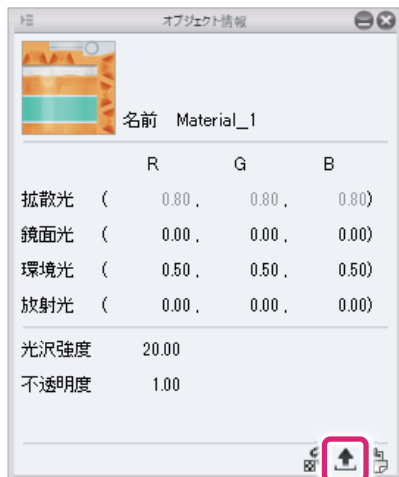 オブジェクト情報
名前 Material_1
R G B
拡散光 ( 0.80 , 0.80 , 0.80)
鏡面光 ( 0.00 , 0.00 , 0.00)
環境光 ( 0.50 , 0.50 , 0.50)
放射光 ( 0.00 , 0.00 , 0.00)
光沢強度 20.00
不透明度 1.00